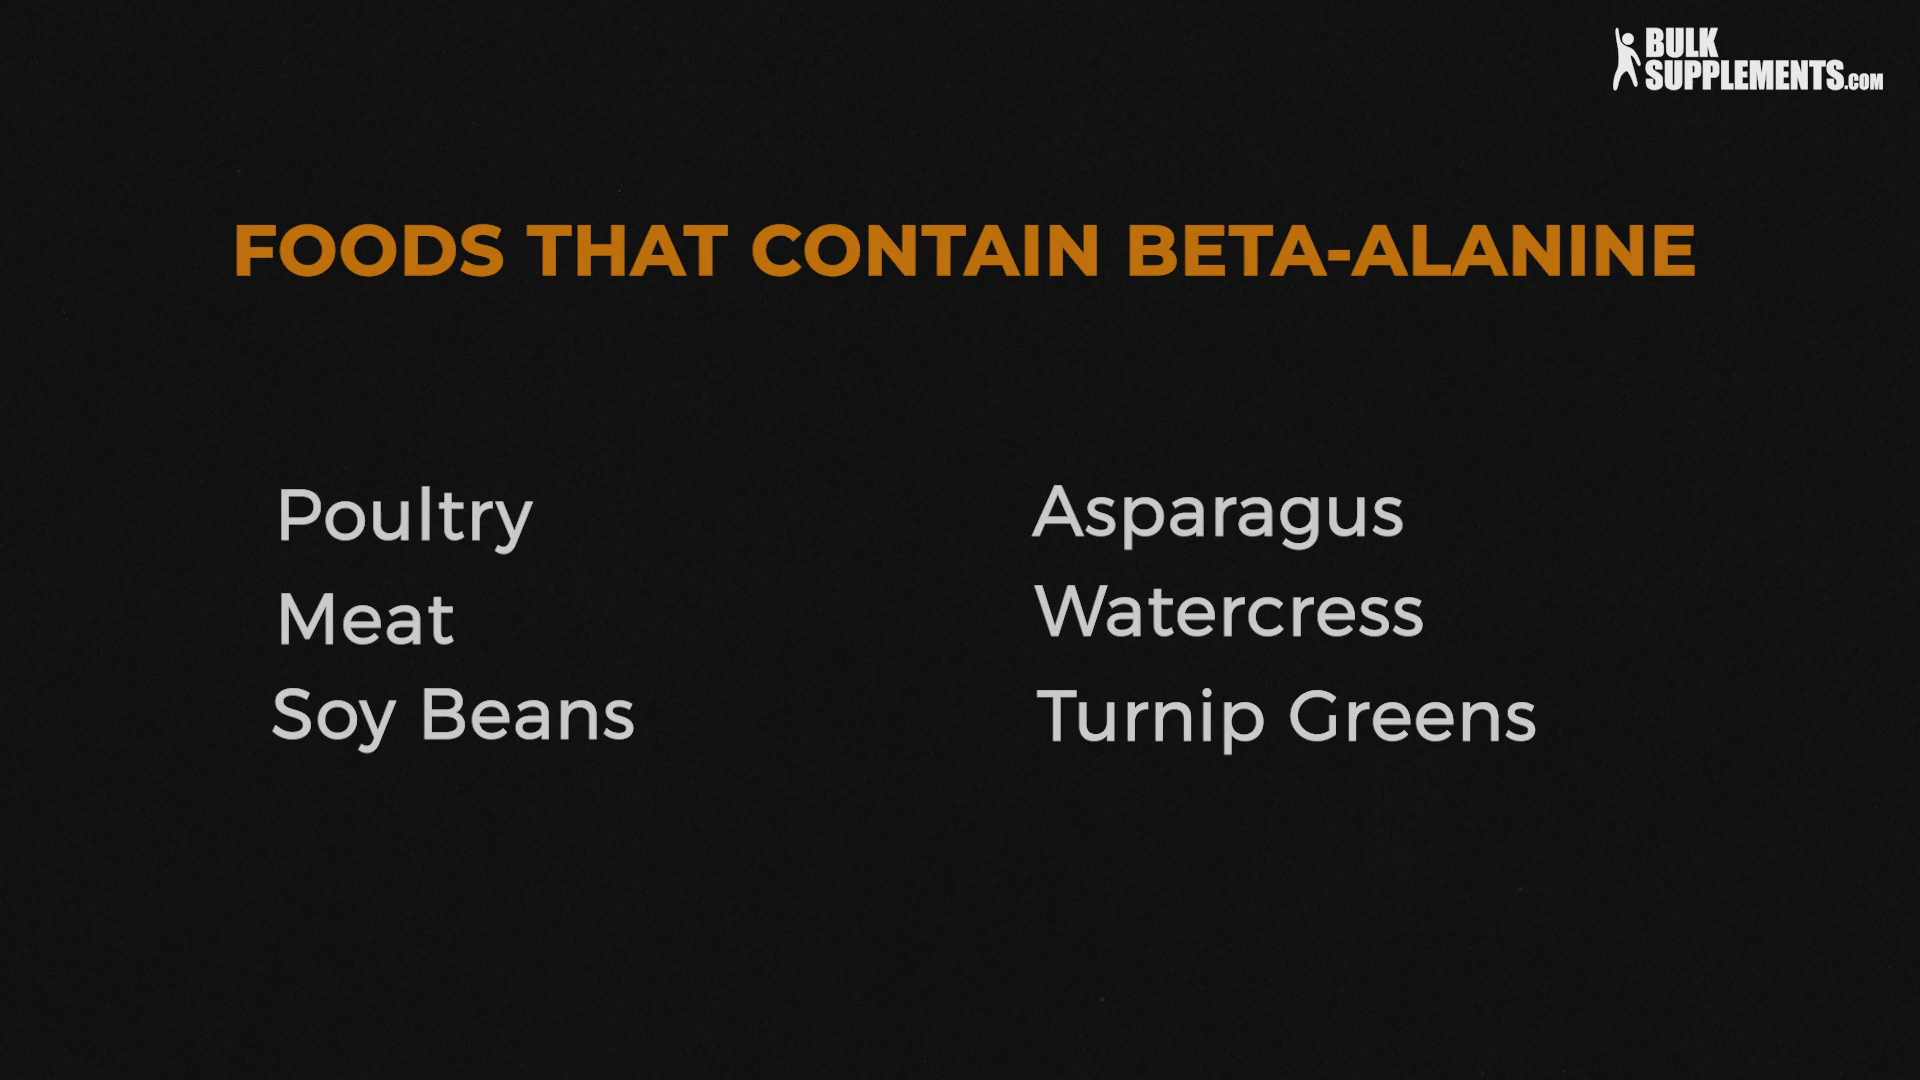 BULK
SUPPLEMENTS.COM
FOODS THAT CONTAIN BETA-ALANINE
Poultry
Meat
Soy Beans
Asparagus
Watercress
Turnip Greens